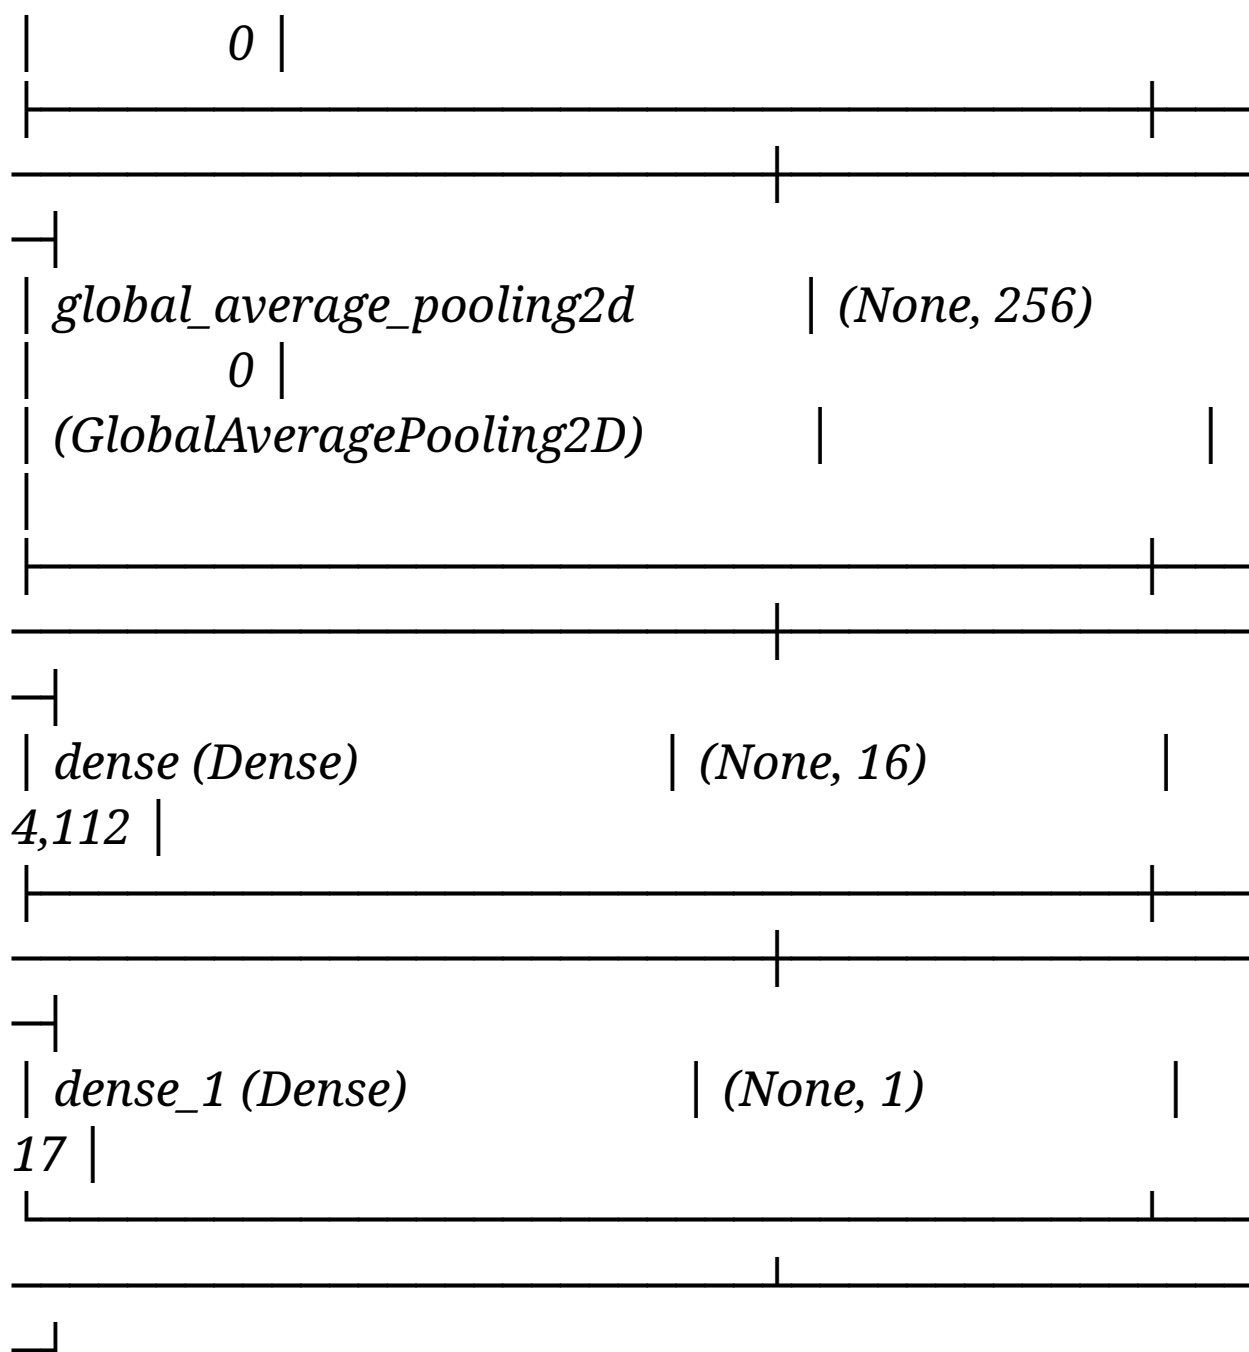 │ 0 │
├──────────────────────────────────────┼──
──────────────────────────┼────────────────
─┤
│ global_average_pooling2d │ (None, 256)
│ 0 │
│ (GlobalAveragePooling2D) │ │
│
├──────────────────────────────────────┼──
──────────────────────────┼────────────────
─┤
│ dense (Dense) │ (None, 16) │
4,112 │
├──────────────────────────────────────┼──
──────────────────────────┼────────────────
─┤
│ dense_1 (Dense) │ (None, 1) │
17 │
└──────────────────────────────────────┴──
──────────────────────────┴────────────────
─┘